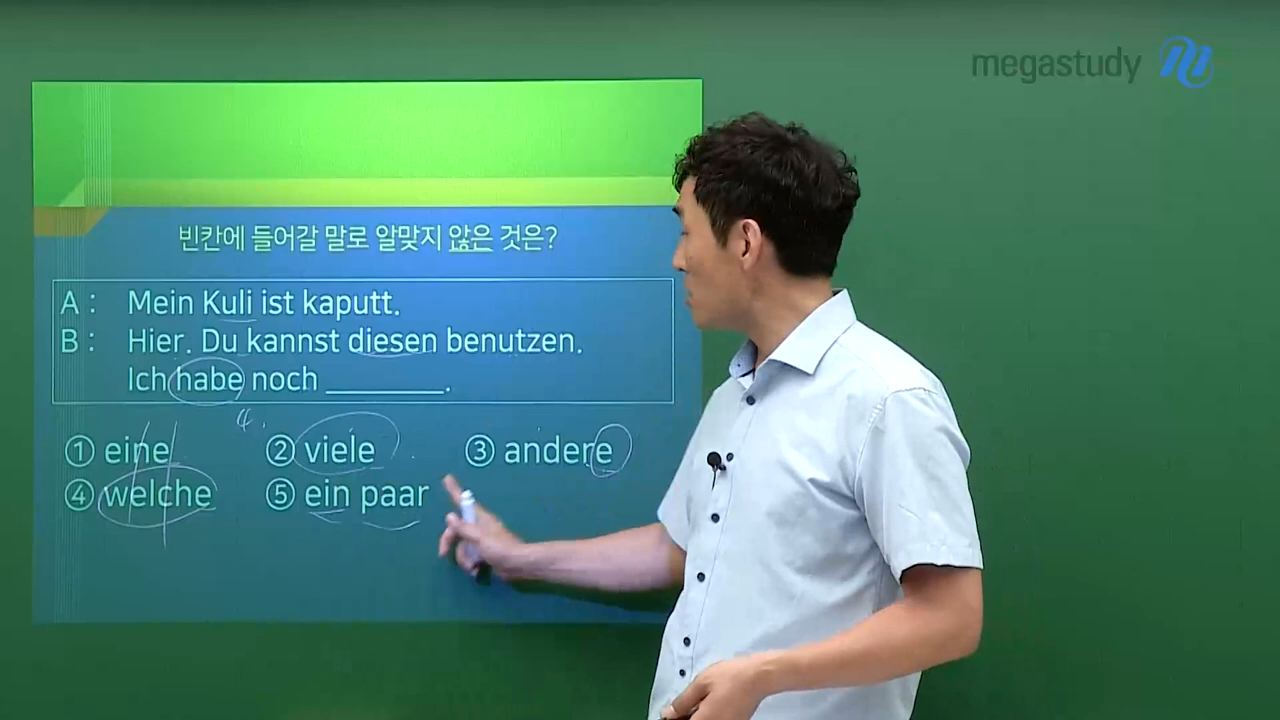 megastudy
빈칸에 들어갈 말로 알맞지 않은 것은?
A : Mein Kuli ist kaputt.
B : Hier. Du kannst diesen benutzen.
Ich habe noch ________.
4.
① eine ② viele ③ andere
④ welche ⑤ ein paar